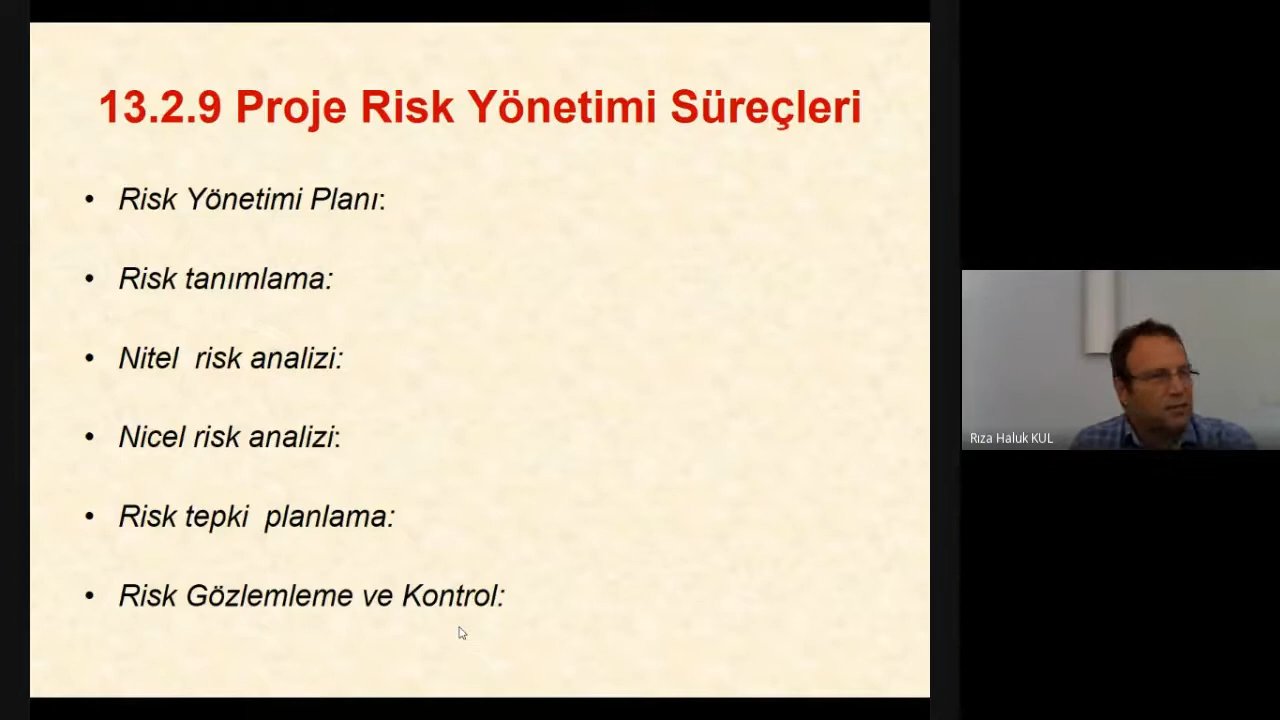 13.2.9 Proje Risk Yönetimi Süreçleri
• Risk Yönetimi Planı:
• Risk tanımlama:
• Nitel risk analizi:
• Nicel risk analizi:
• Risk tepki planlama:
• Risk Gözlemleme ve Kontrol:
Rıza Haluk KUL